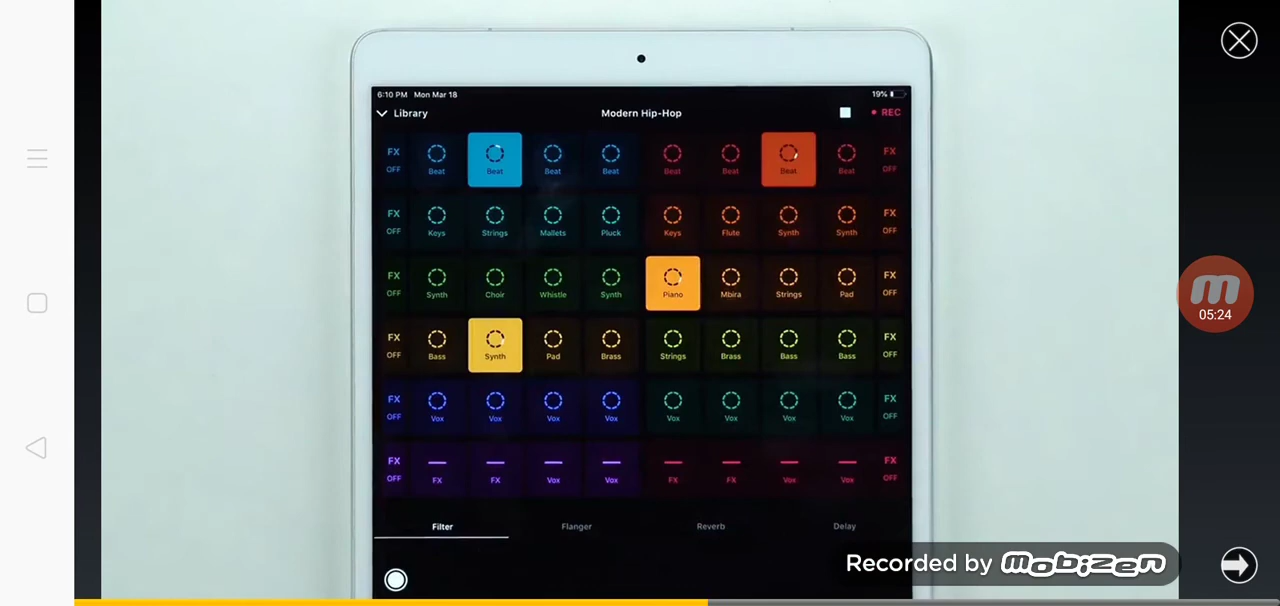 6:10 PM Mon Mar 18 19%
Library Modern Hip-Hop REC
FX Beat Beat Beat Beat Beat Beat Beat Beat FX
OFF OFF
FX Keys Strings Mallets Pluck Keys Flute Synth Synth FX
OFF OFF
FX Synth Choir Whistle Synth Piano Mbira Strings Pad FX
OFF OFF
FX Bass Synth Pad Brass Strings Brass Bass Bass FX
OFF OFF
FX Vox Vox Vox Vox Vox Vox Vox Vox FX
OFF OFF
FX FX FX Vox Vox FX FX Vox Vox FX
OFF OFF
Filter Flanger Reverb Delay
05:24
Recorded by mobizen